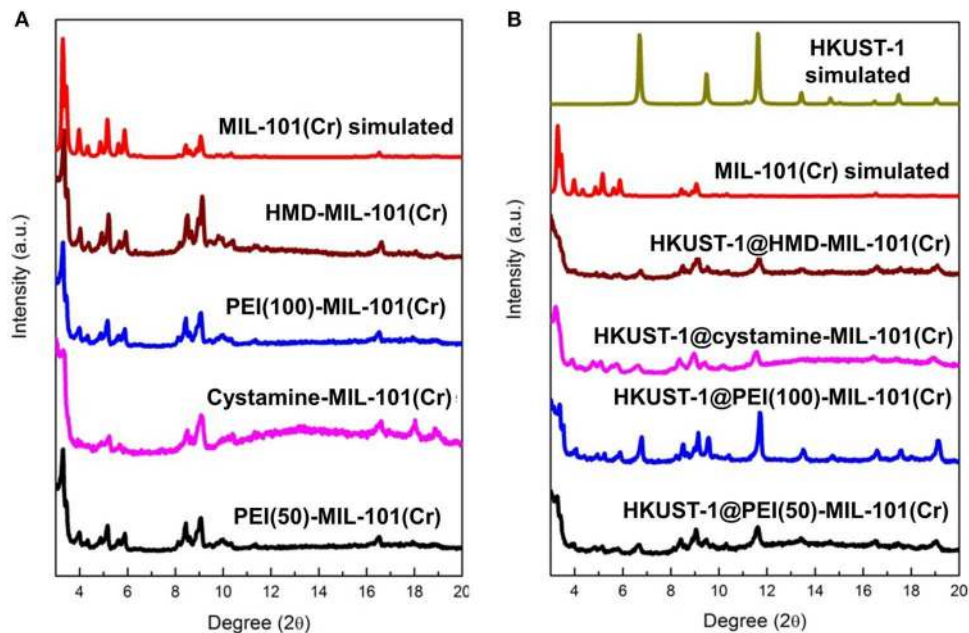 A
MIL-101(Cr) simulated
HMD-MIL-101(Cr)
PEI(100)-MIL-101(Cr)
Cystamine-MIL-101(Cr)
PEI(50)-MIL-101(Cr)
Intensity (a.u.)
4 6 8 10 12 14 16 18 20
Degree (2θ)
B
HKUST-1
simulated
MIL-101(Cr) simulated
HKUST-1@HMD-MIL-101(Cr)
HKUST-1@cystamine-MIL-101(Cr)
HKUST-1@PEI(100)-MIL-101(Cr)
HKUST-1@PEI(50)-MIL-101(Cr)
Intensity (a.u.)
4 6 8 10 12 14 16 18 20
Degree (2θ)